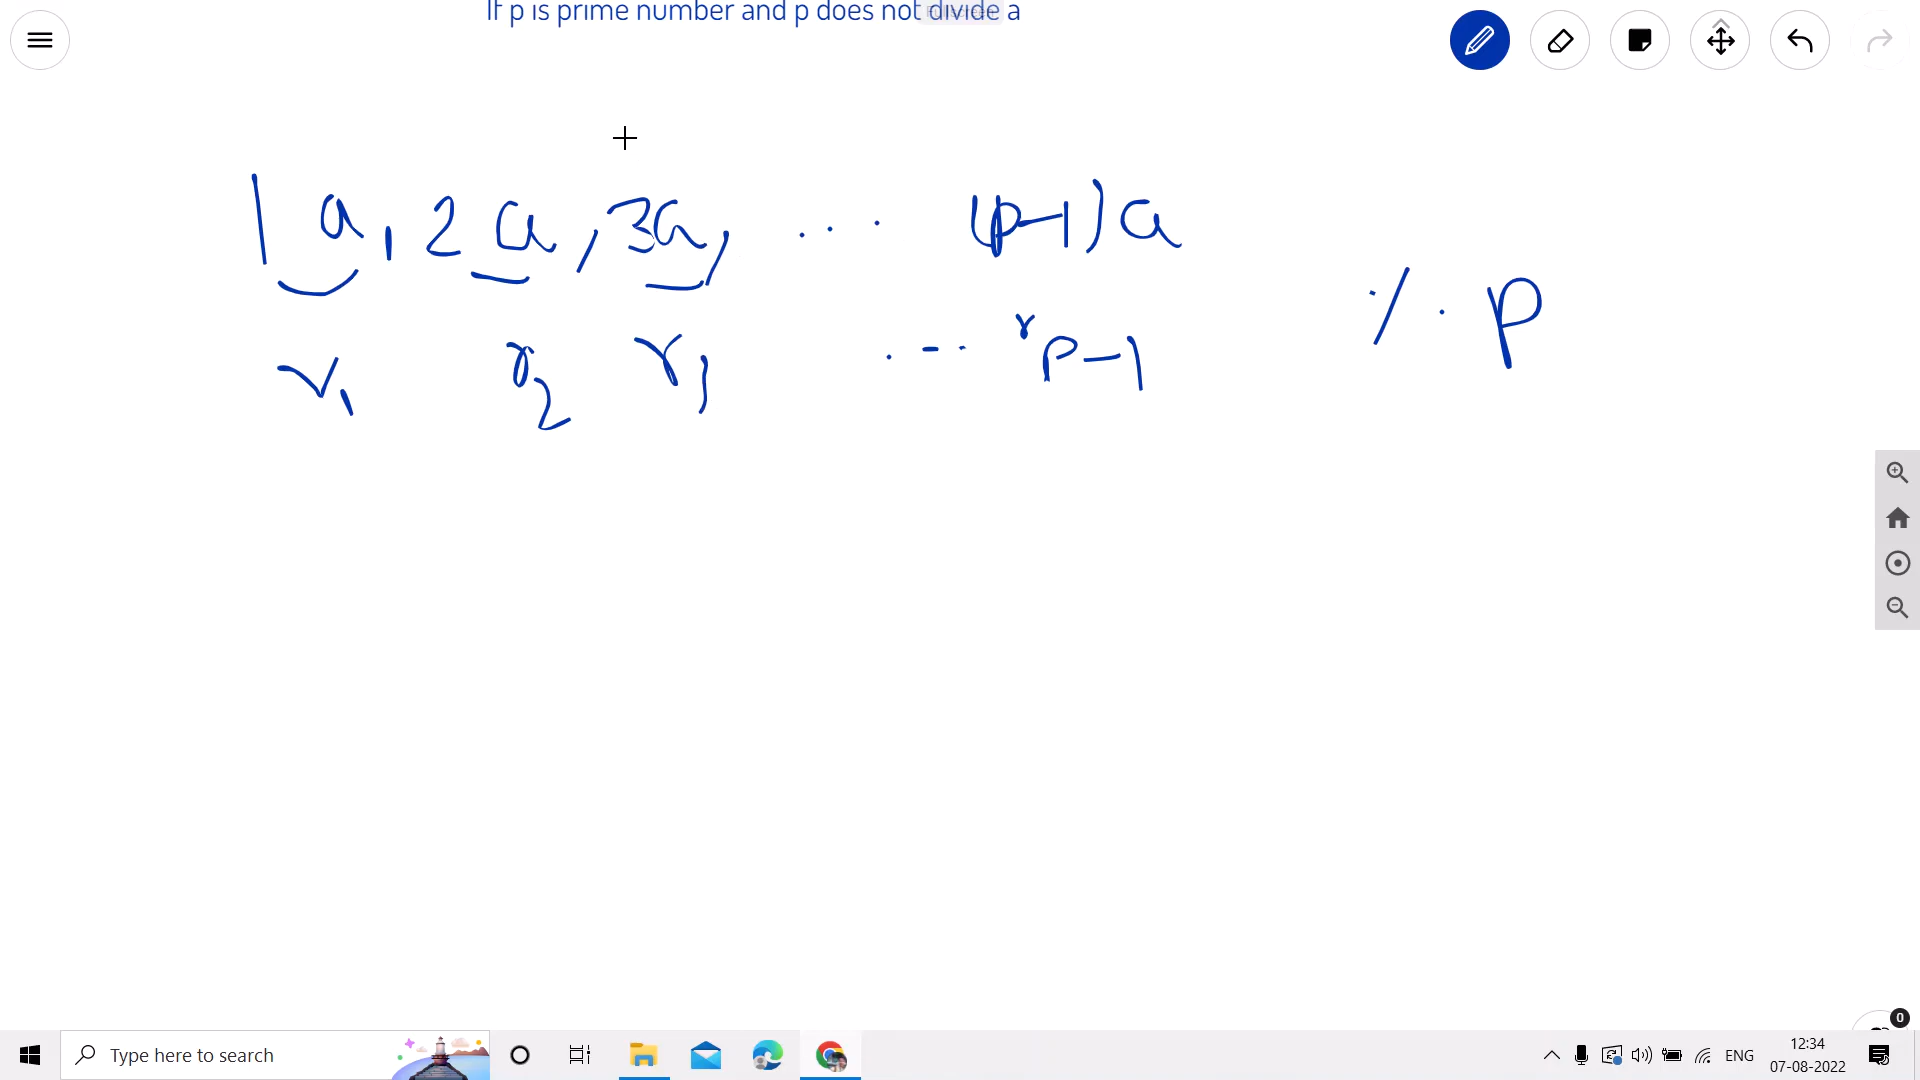 If p is prime number and p does not divide a
1a, 2a, 3a, ... (p-1)a
% p
r1 r2 r3 ... rp-1
0
Type here to search
ENG
12:34
07-08-2022